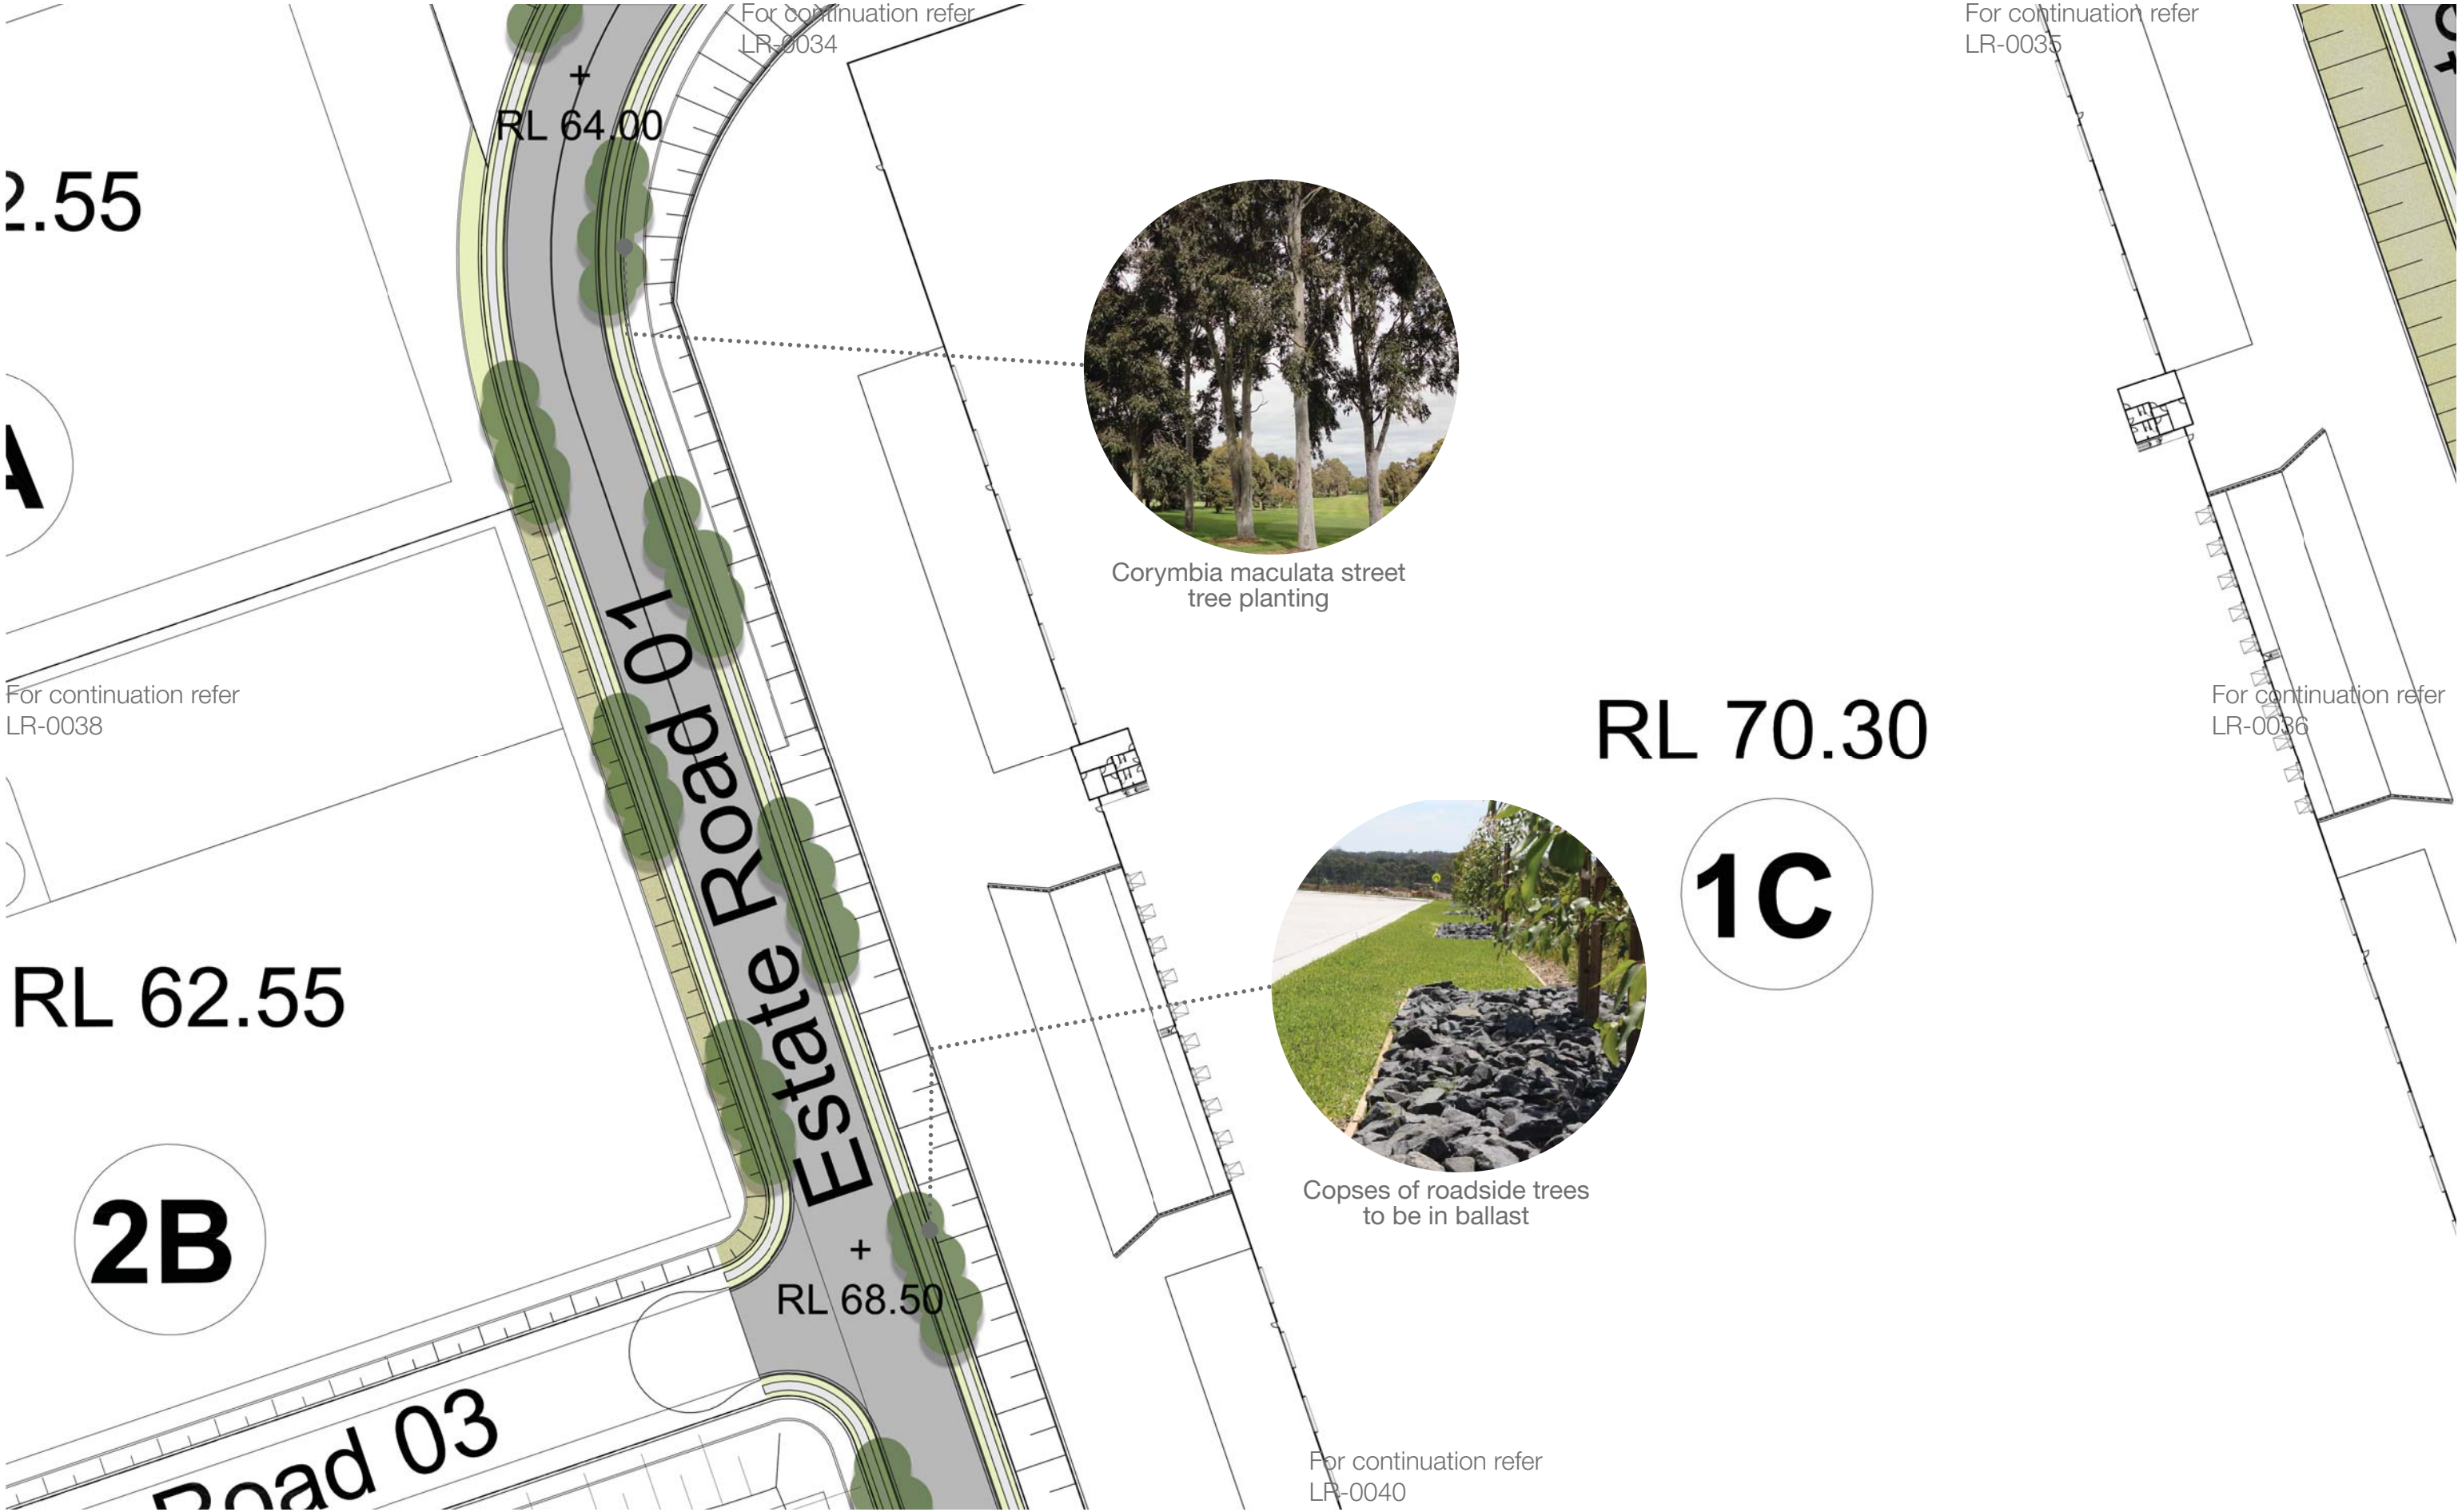 For continuation refer
LR-0034
For continuation refer
LR-0035
RL 64.00
2.55
A
Corymbia maculata street
tree planting
Estate Road 01
For continuation refer
LR-0038
RL 70.30
For continuation refer
LR-0036
1C
RL 62.55
2B
Copses of roadside trees
to be in ballast
RL 68.50
Road 03
For continuation refer
LR-0040